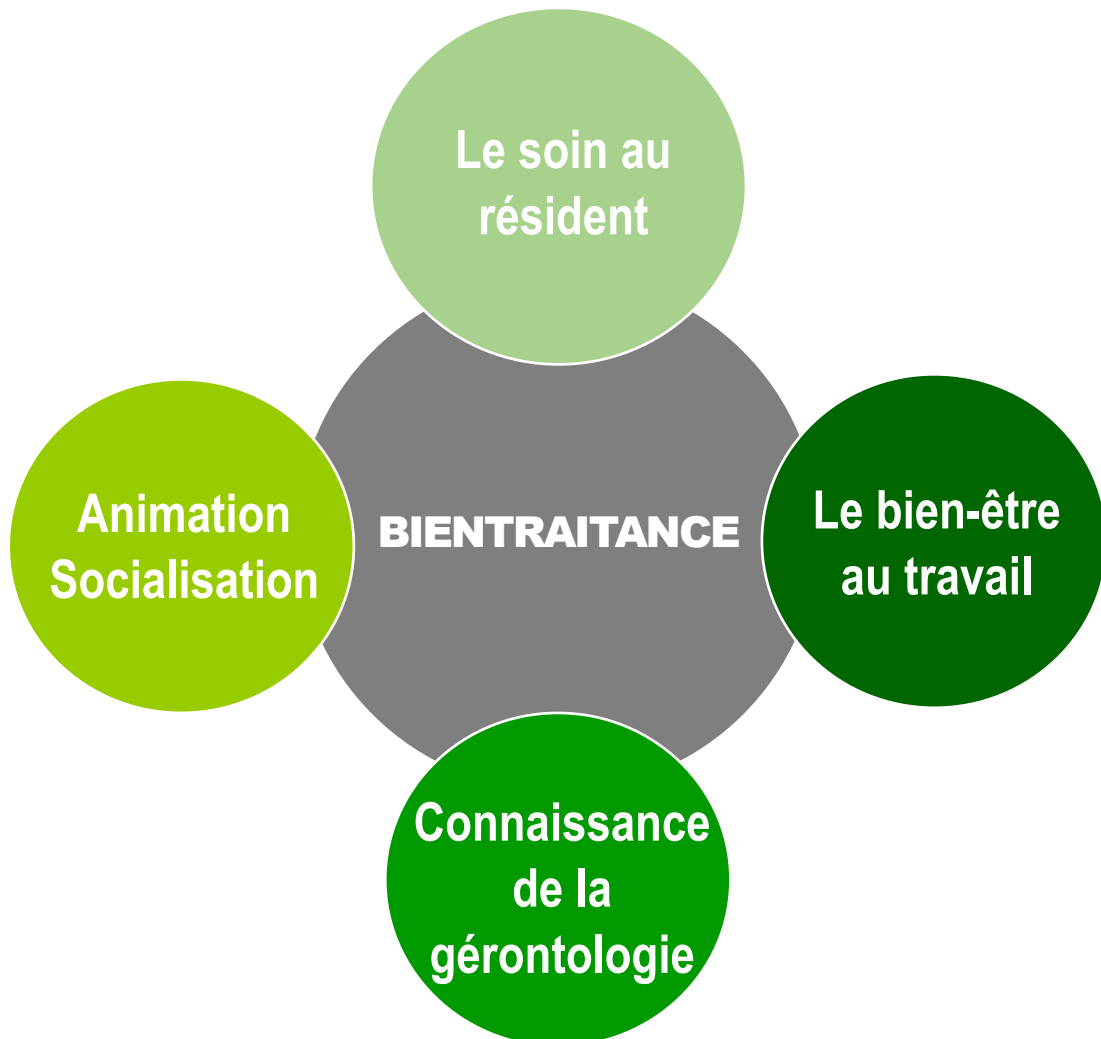 Le soin au
résident
Animation
Socialisation
BIENTRAITANCE
Le bien-être
au travail
Connaissance
de la
gérontologie